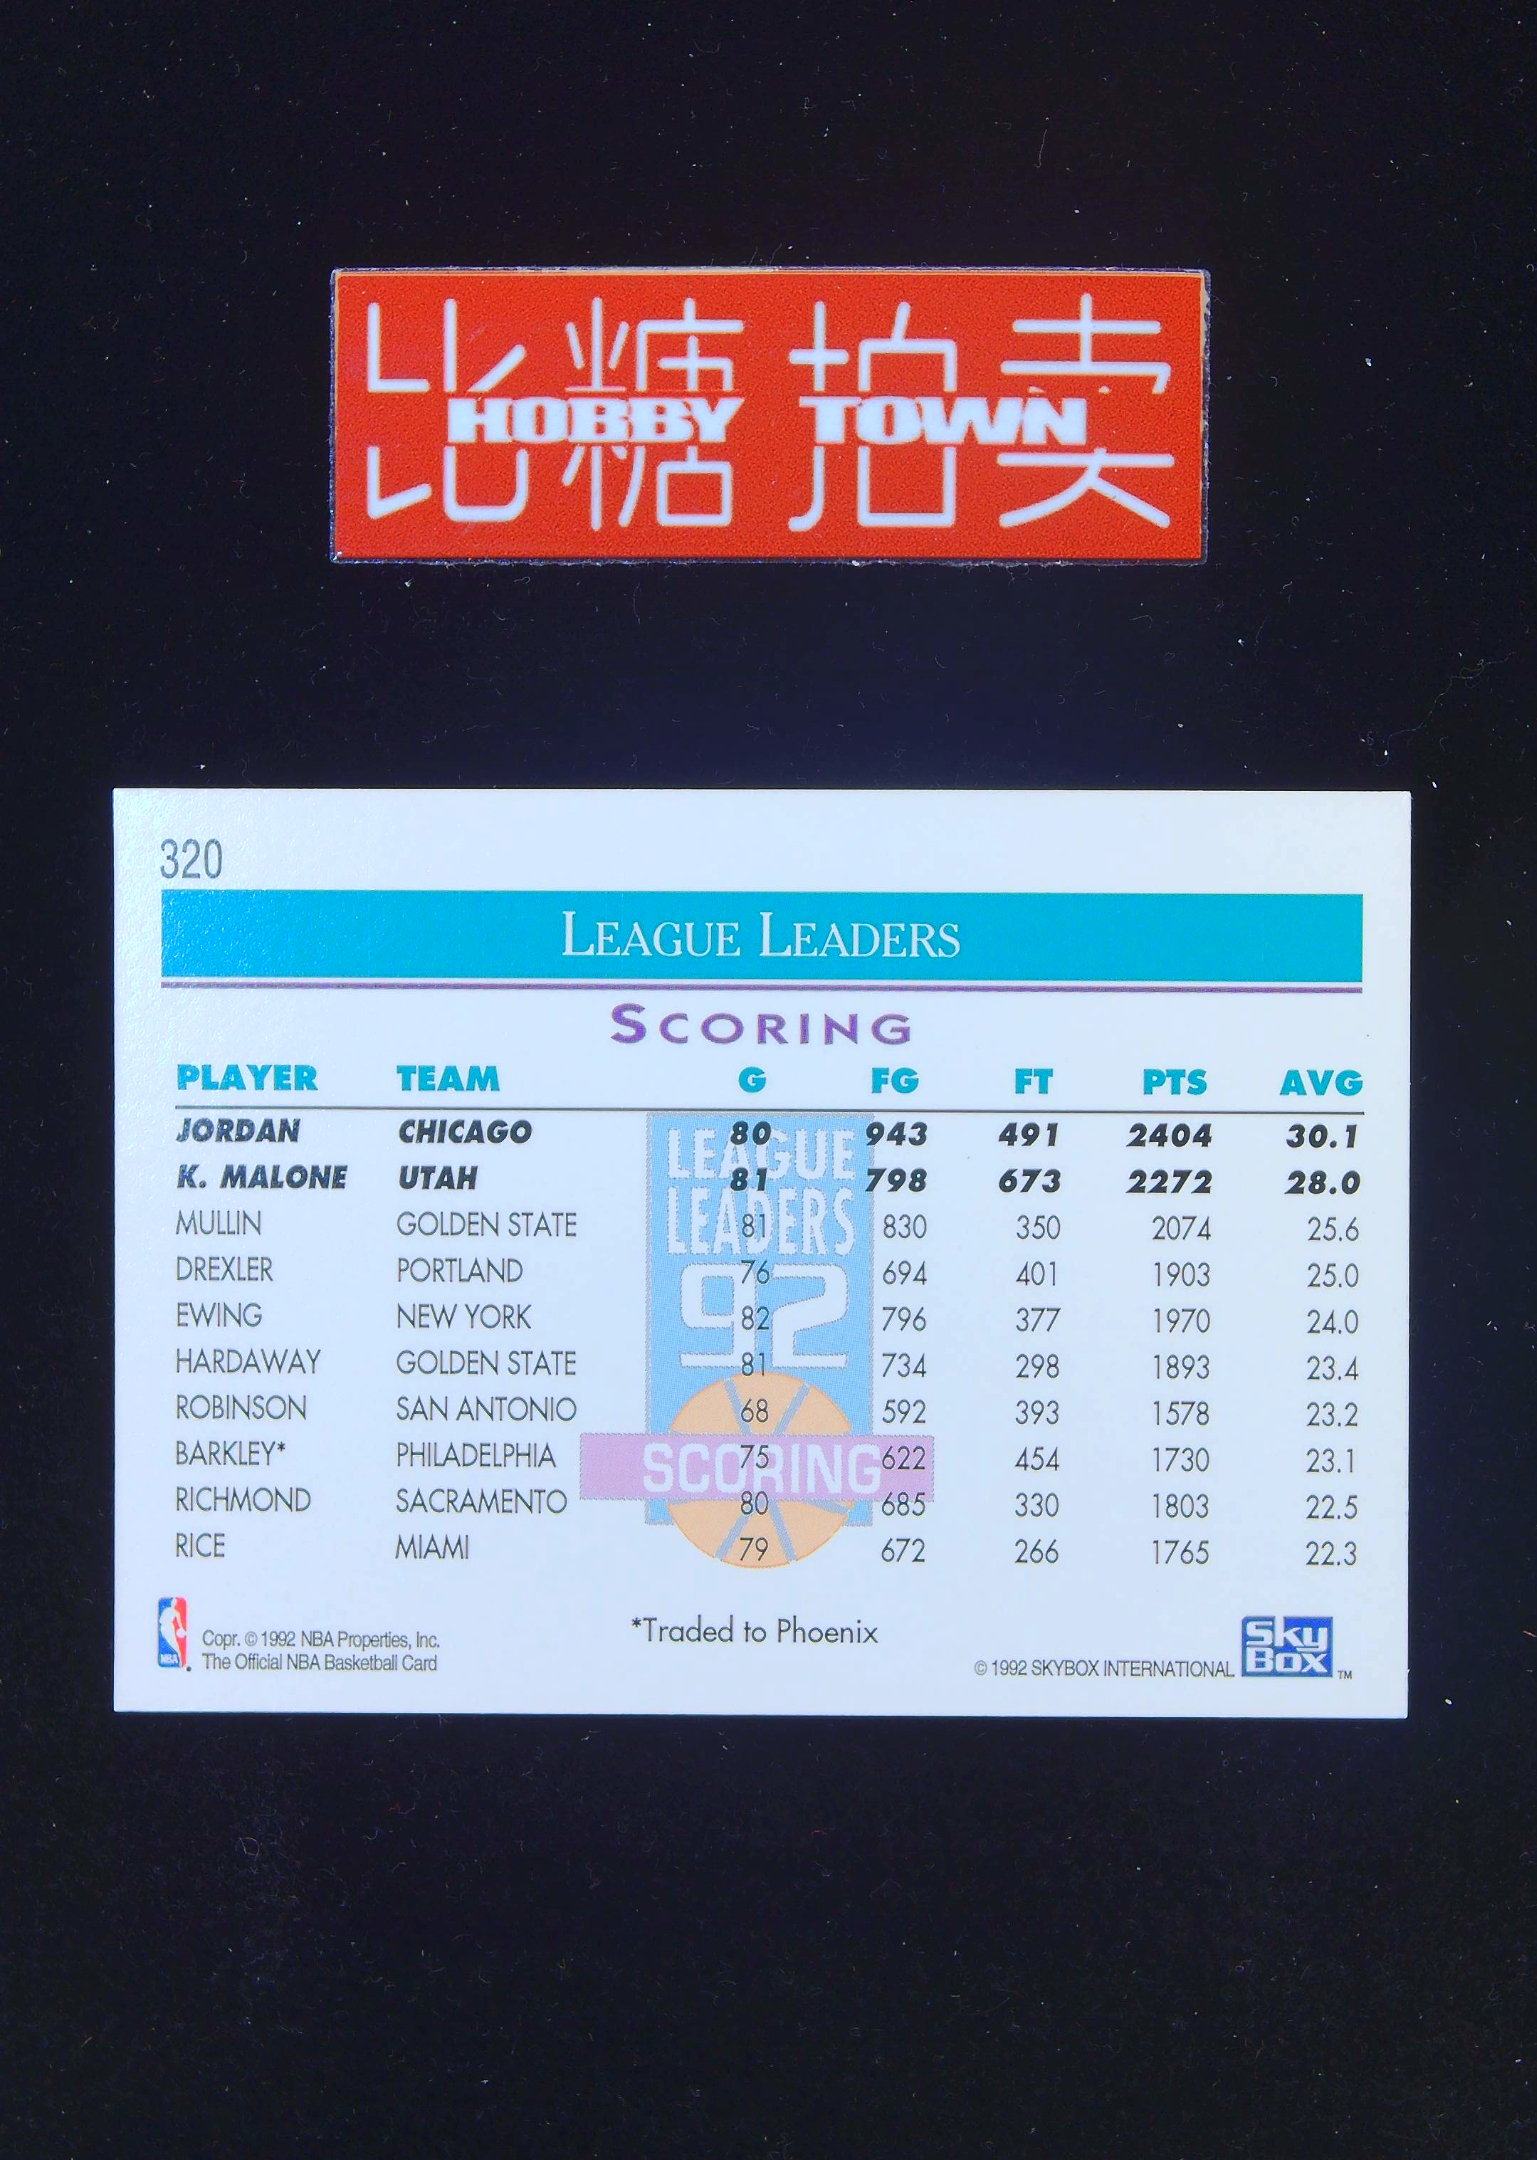 比糖拍卖
HOBBY TOWN
320
LEAGUE LEADERS
SCORING
PLAYER TEAM G FG FT PTS AVG
JORDAN CHICAGO 80 943 491 2404 30.1
K. MALONE UTAH 81 798 673 2272 28.0
MULLIN GOLDEN STATE 81 830 350 2074 25.6
DREXLER PORTLAND 76 694 401 1903 25.0
EWING NEW YORK 82 796 377 1970 24.0
HARDAWAY GOLDEN STATE 81 734 298 1893 23.4
ROBINSON SAN ANTONIO 68 592 393 1578 23.2
BARKLEY* PHILADELPHIA 75 622 454 1730 23.1
RICHMOND SACRAMENTO 80 685 330 1803 22.5
RICE MIAMI 79 672 266 1765 22.3
LEAGUE
LEADERS
92
SCORING
*Traded to Phoenix
NBA
Copr. © 1992 NBA Properties, Inc.
The Official NBA Basketball Card
© 1992 SKYBOX INTERNATIONAL
Sky
Box ™